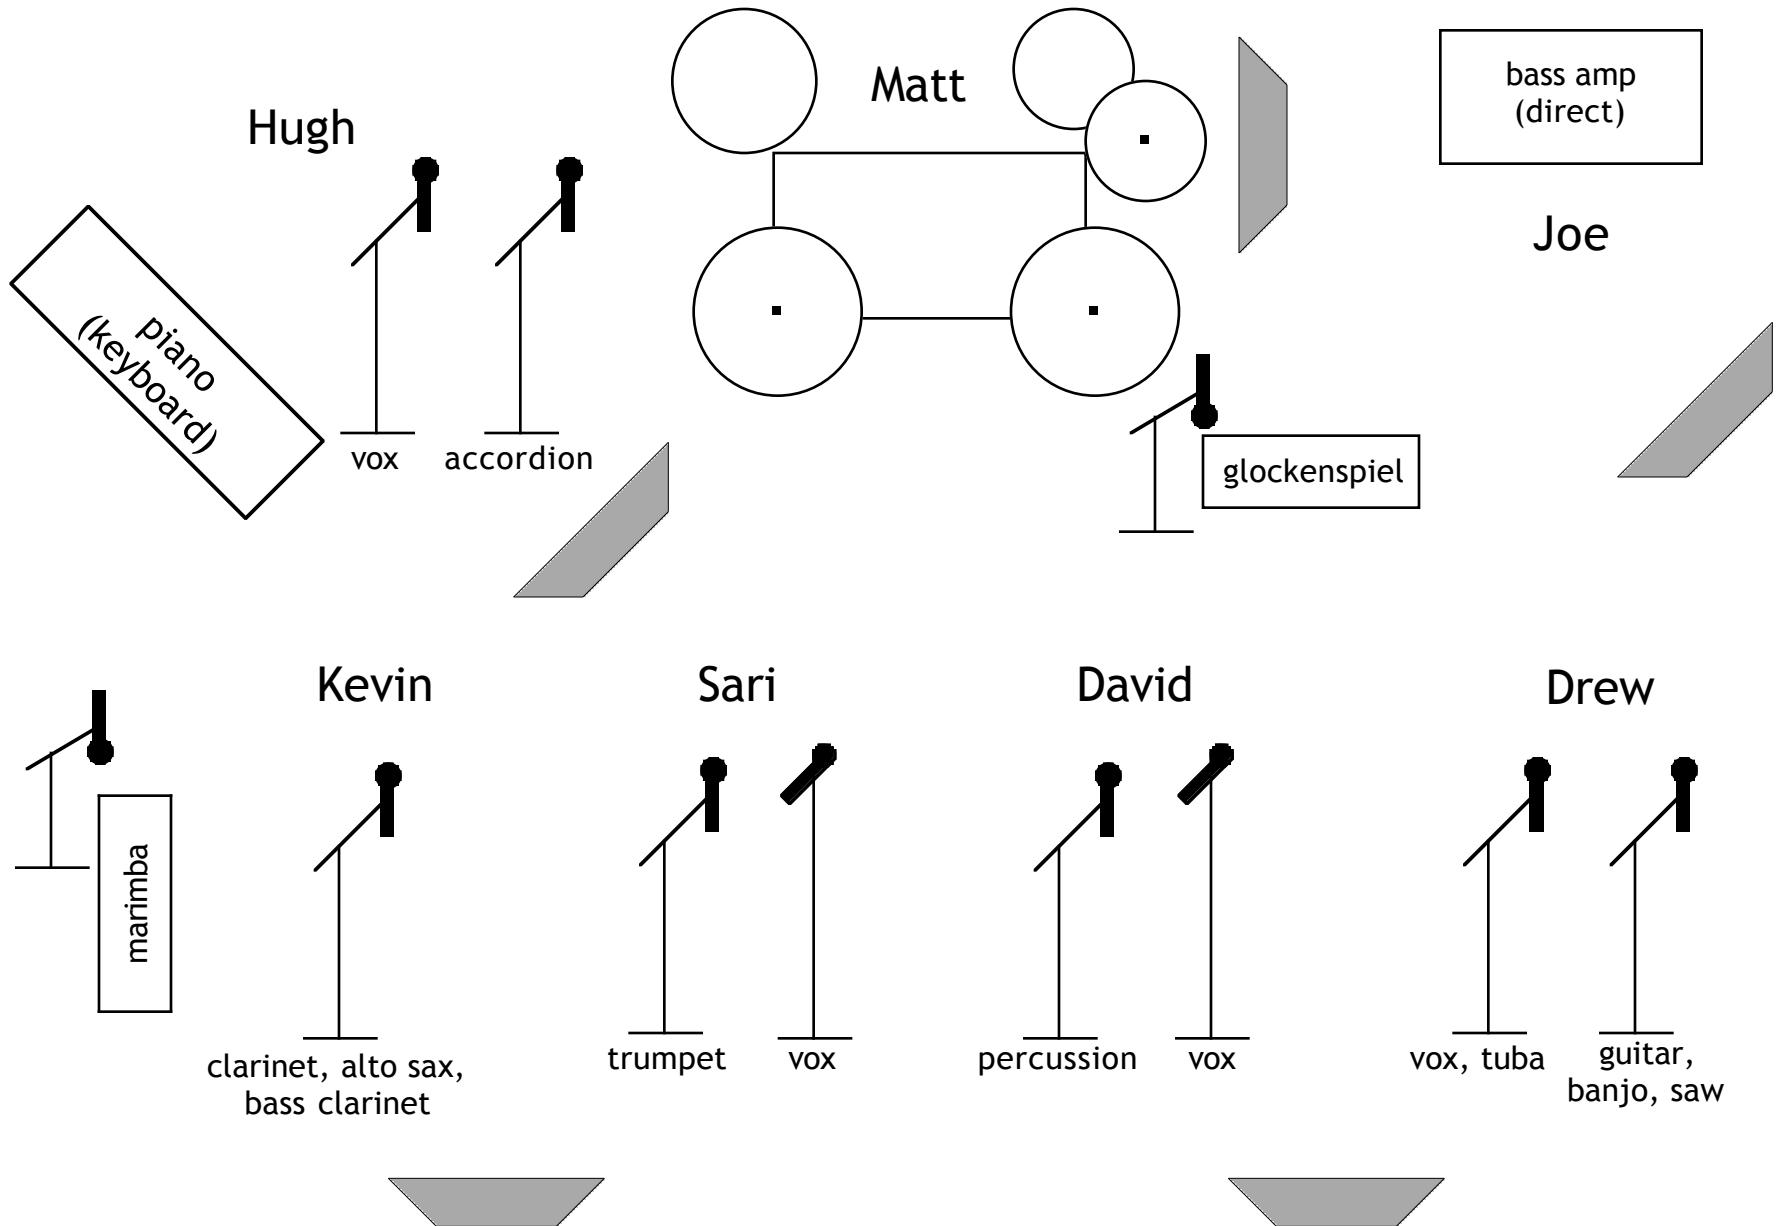 Matt
bass amp
(direct)
Hugh
Joe
piano
(keyboard)
vox
accordion
glockenspiel
Kevin
Sari
David
Drew
marimba
clarinet, alto sax,
bass clarinet
trumpet
vox
percussion
vox
vox, tuba
guitar,
banjo, saw